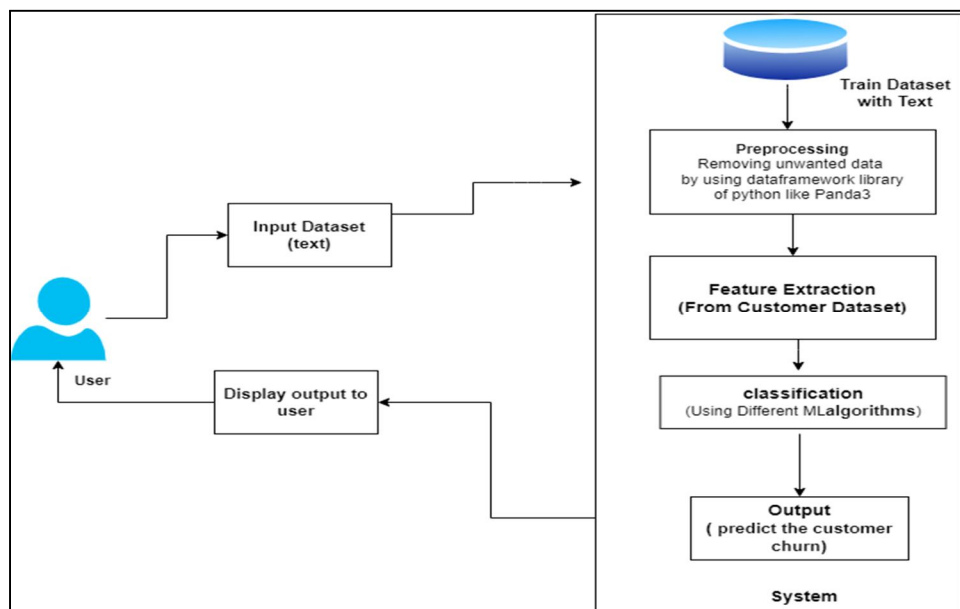 Train Dataset
with Text
Preprocessing
Removing unwanted data
by using dataframework library
of python like Panda3
Input Dataset
(text)
Feature Extraction
(From Customer Dataset)
User
Display output to
user
classification
(Using Different MLalgorithms)
Output
( predict the customer
churn)
System